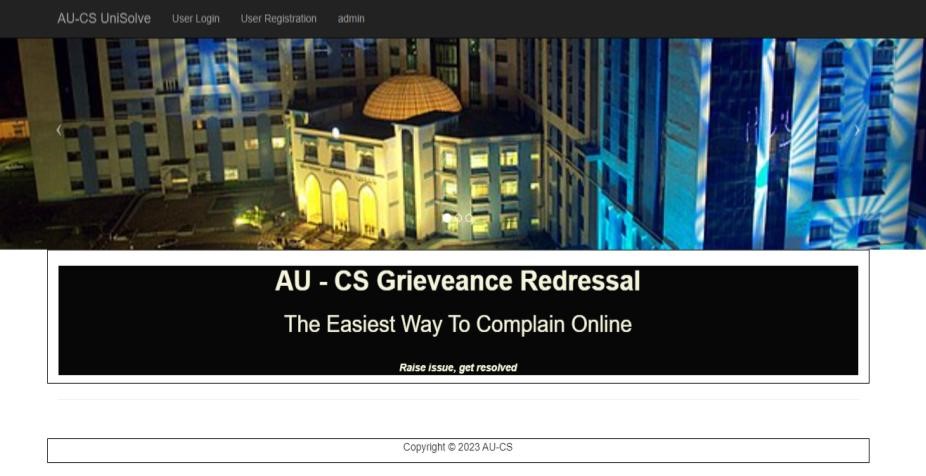 AU-CS UniSolve User Login User Registration admin
AU - CS Grieveance Redressal
The Easiest Way To Complain Online
Raise issue, get resolved
Copyright © 2023 AU-CS